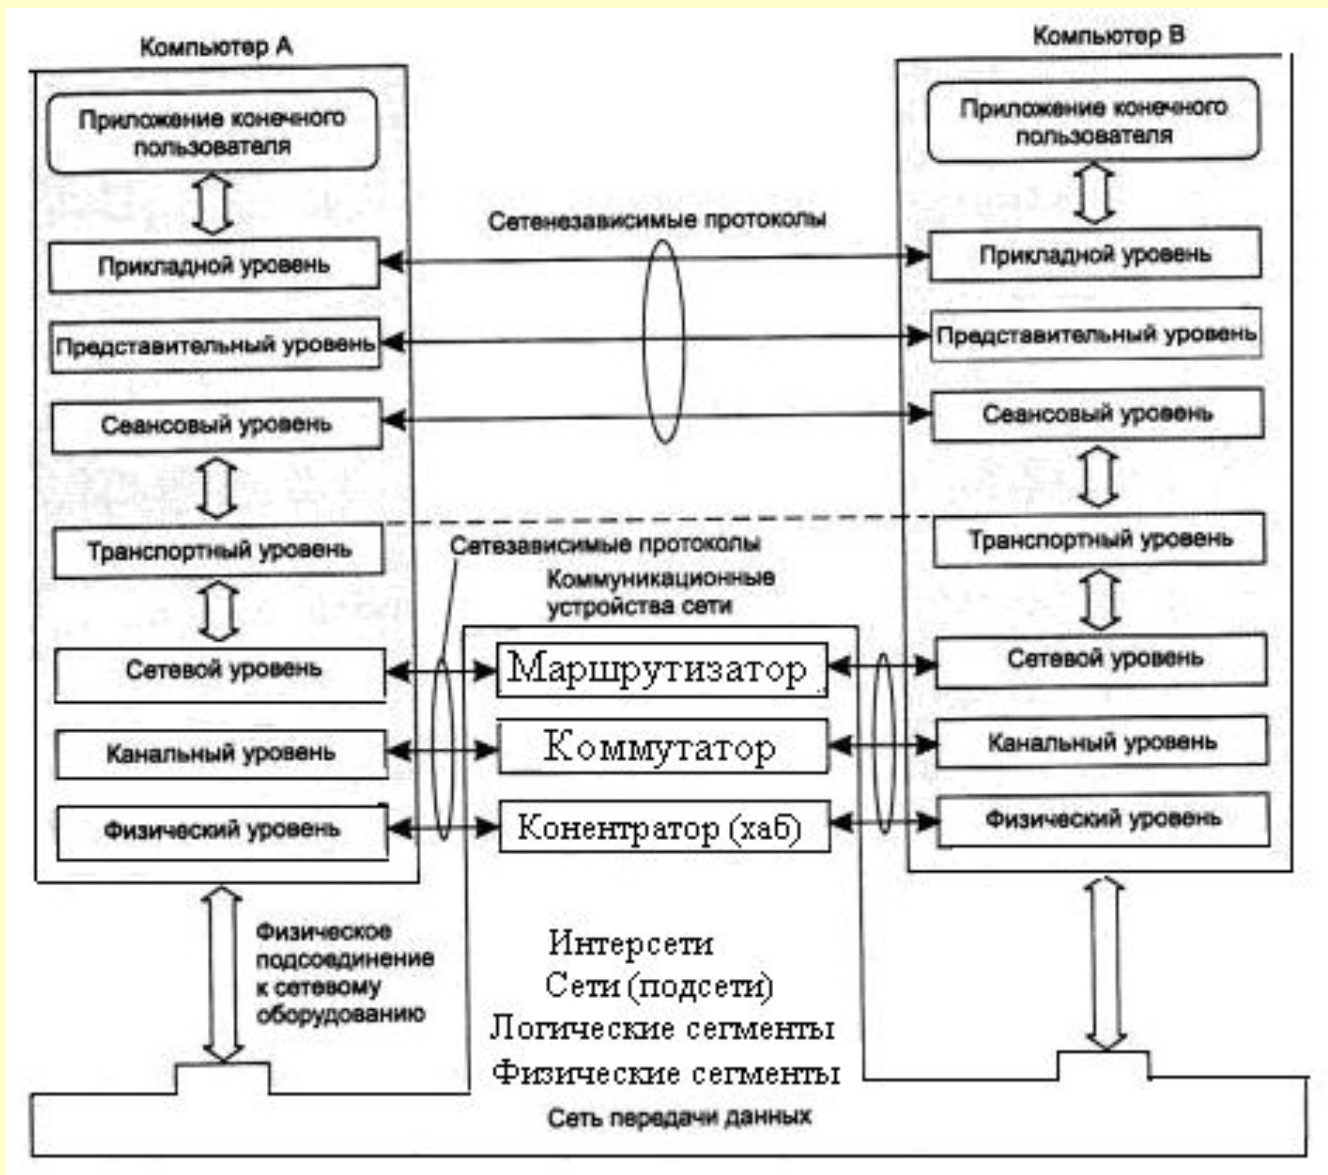 Компьютер А
Компьютер В
Приложение конечного
пользователя
Приложение конечного
пользователя
Сетенезависимые протоколы
Прикладной уровень
Прикладной уровень
Представительный уровень
Представительный уровень
Сеансовый уровень
Сеансовый уровень
Транспортный уровень
Транспортный уровень
Сетезависимые протоколы
Коммуникационные
устройства сети
Сетевой уровень
Маршрутизатор
Сетевой уровень
Канальный уровень
Коммутатор
Канальный уровень
Физический уровень
Конентратор (хаб)
Физический уровень
Физическое
подсоединение
к сетевому
оборудованию
Интерсети
Сети (подсети)
Логические сегменты
Физические сегменты
Сеть передачи данных